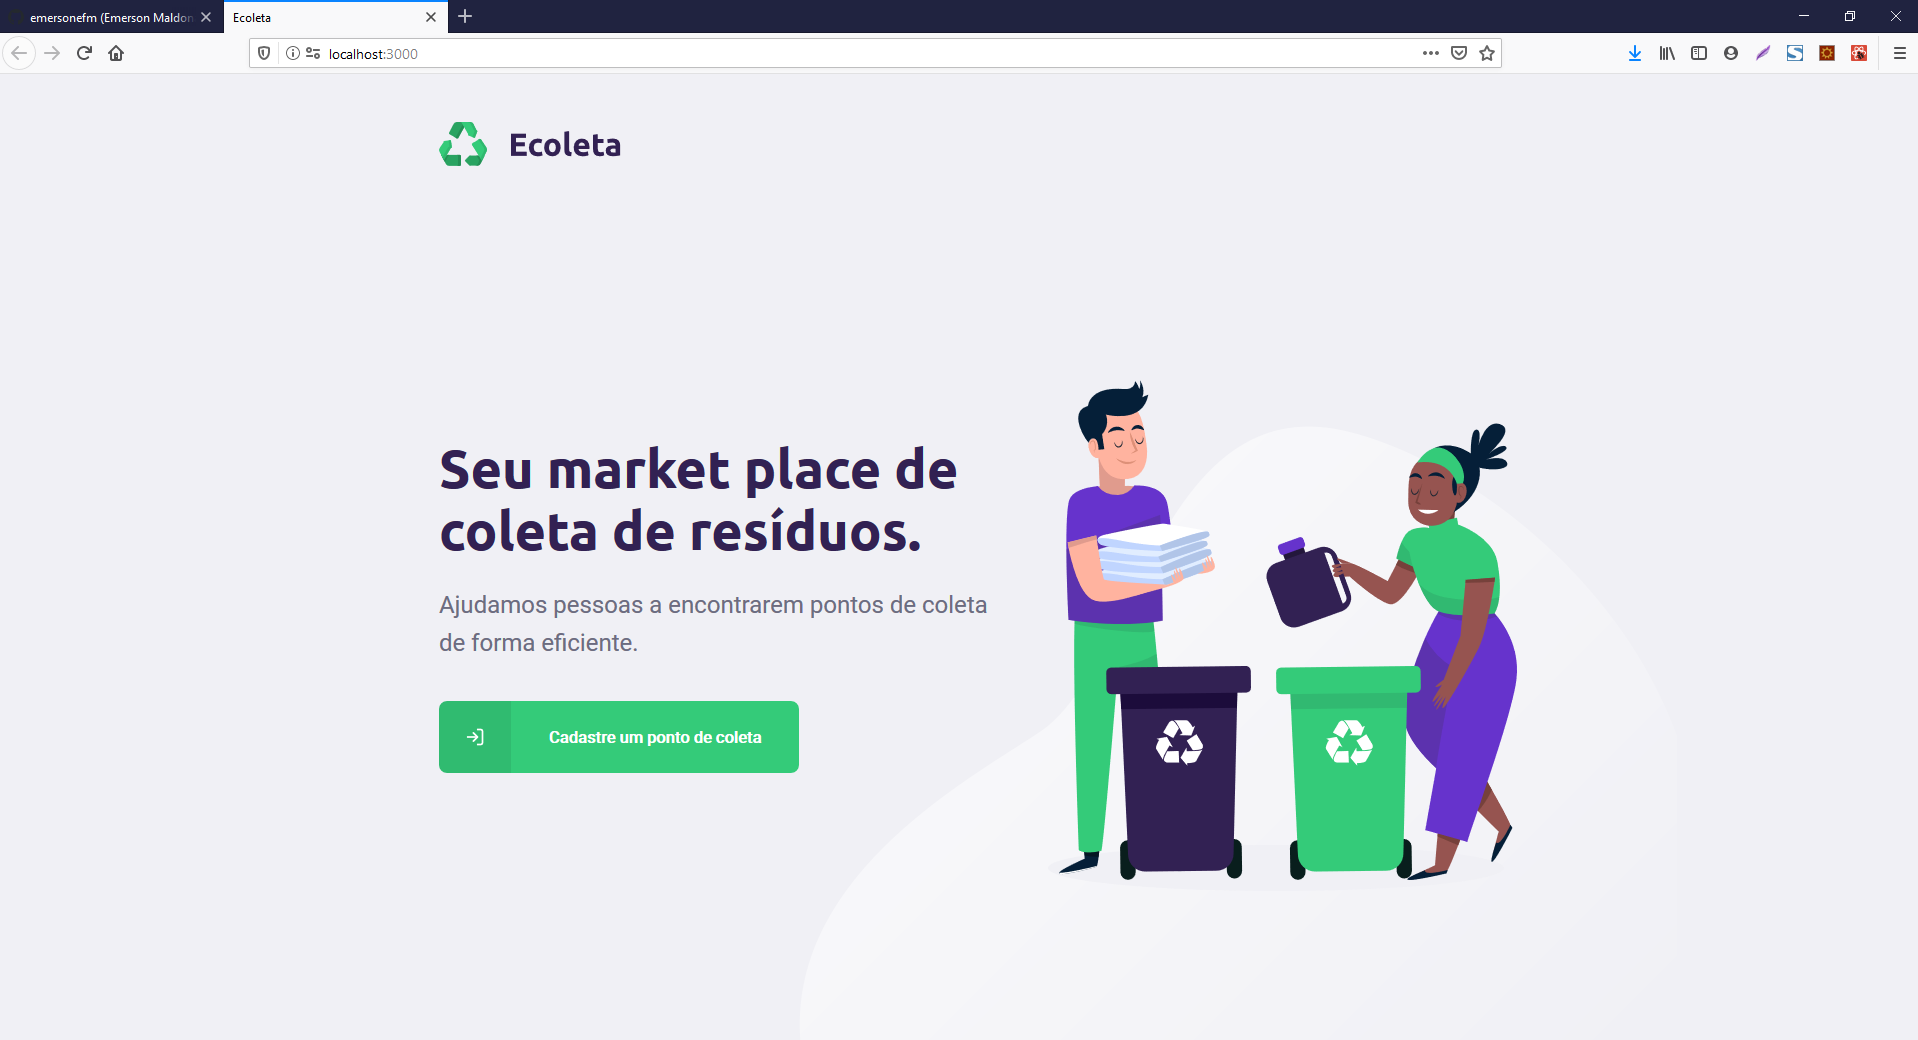 emersonefm (Emerson Maldon
Ecoleta
localhost:3000
Ecoleta
Seu market place de
coleta de resíduos.
Ajudamos pessoas a encontrarem pontos de coleta
de forma eficiente.
Cadastre um ponto de coleta